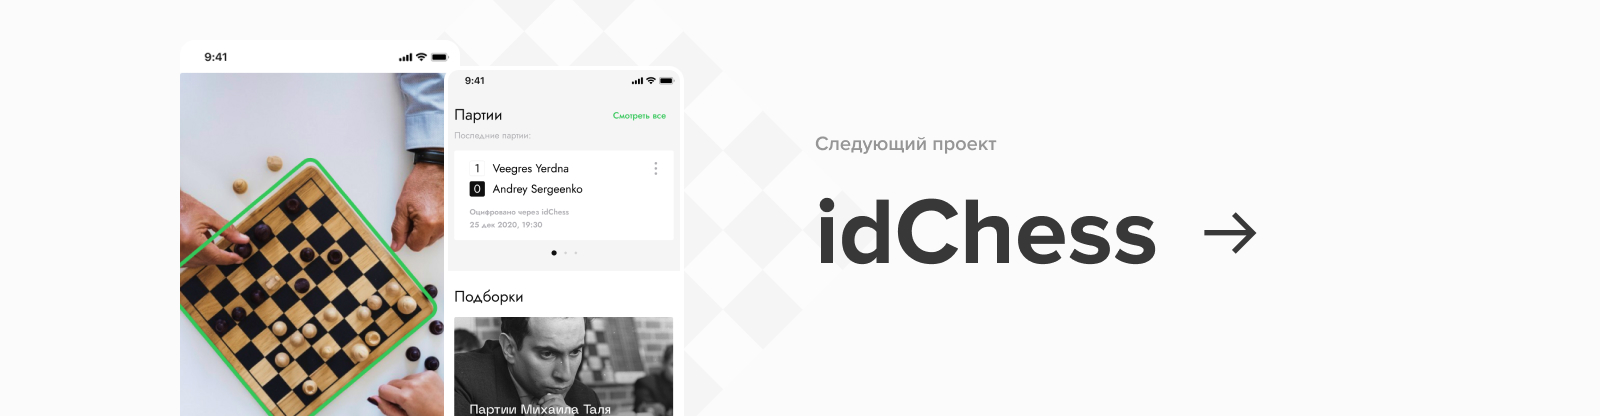 9:41
9:41
Партии
Смотреть все
Последние партии:
1 Veegres Yerdna
0 Andrey Sergeenko
Оцифровано через idChess
25 дек 2020, 19:30
Подборки
Партии Михаила Таля
Следующий проект
idChess